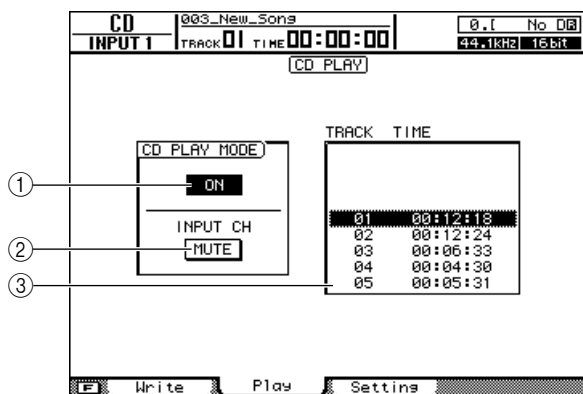 CD
INPUT 1
003_New_Song
TRACK 01 TIME 00:00:00
0.[ No DR
44.1kHz 16bit
CD PLAY
CD PLAY MODE
① ON
INPUT CH
② MUTE
③
TRACK TIME
01 00:12:18
02 00:12:24
03 00:06:33
04 00:04:30
05 00:05:31
F Write Play Setting